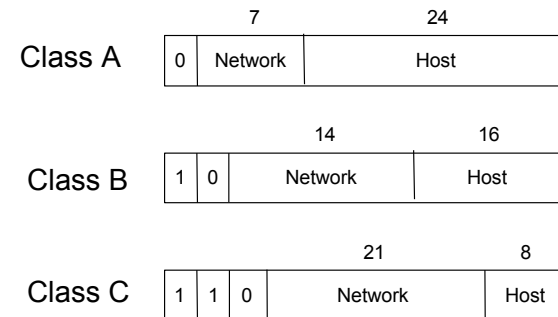 7 24
Class A 0 Network Host
14 16
Class B 1 0 Network Host
21 8
Class C 1 1 0 Network Host